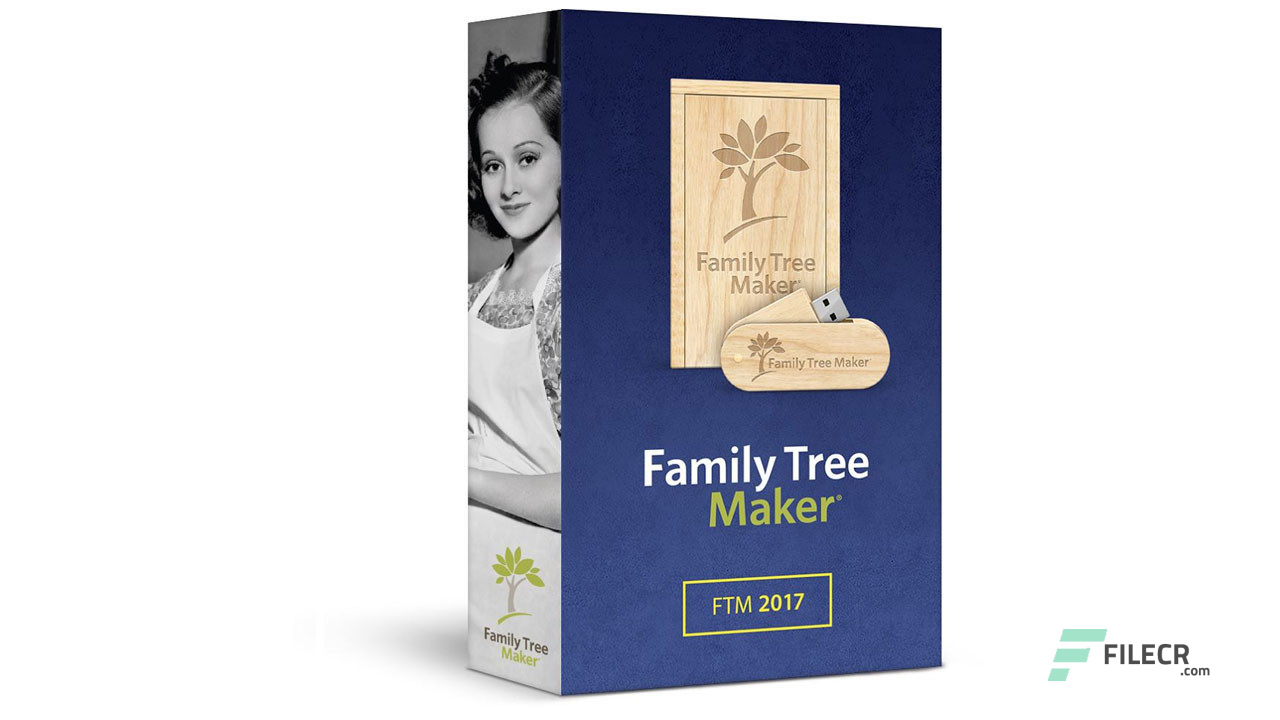 Family Tree
Maker
Family Tree Maker
Family Tree
Maker®
FTM 2017
Family Tree
Maker
FILECR
.com